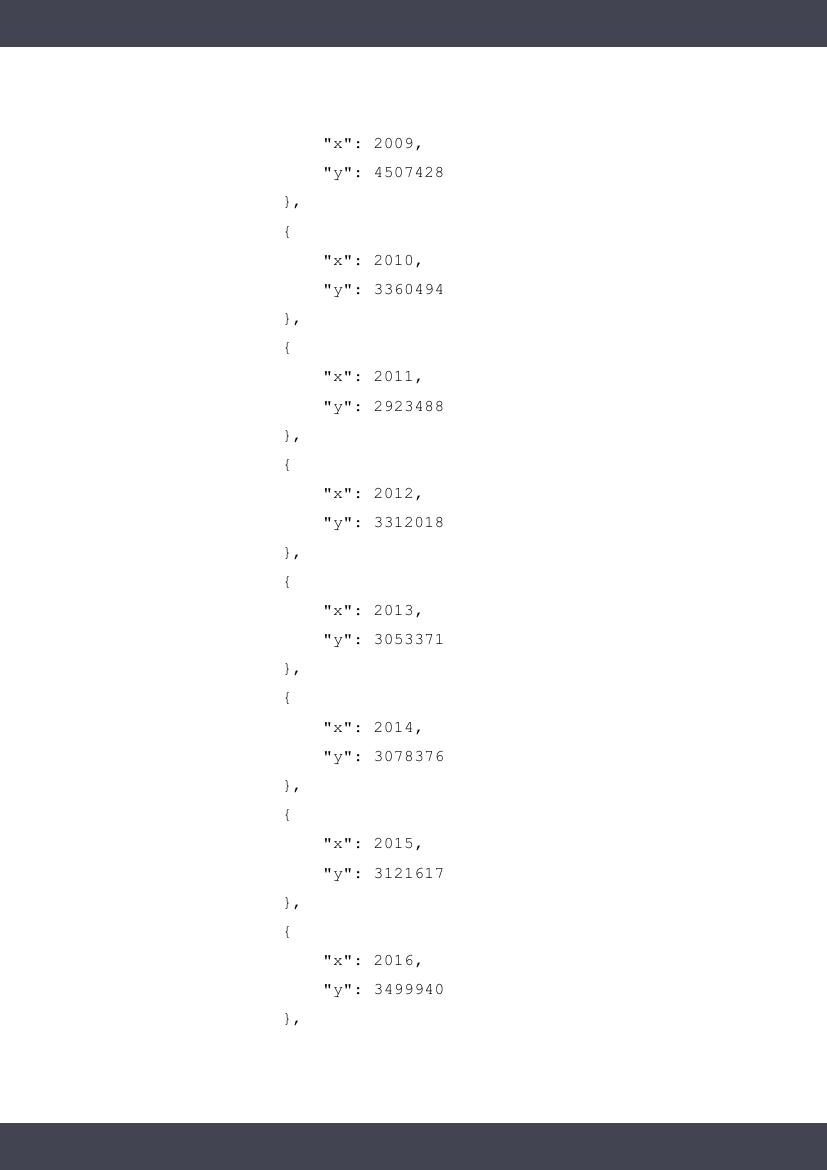 "x": 2009,
"y": 4507428
},
{
"x": 2010,
"y": 3360494
},
{
"x": 2011,
"y": 2923488
},
{
"x": 2012,
"y": 3312018
},
{
"x": 2013,
"y": 3053371
},
{
"x": 2014,
"y": 3078376
},
{
"x": 2015,
"y": 3121617
},
{
"x": 2016,
"y": 3499940
},